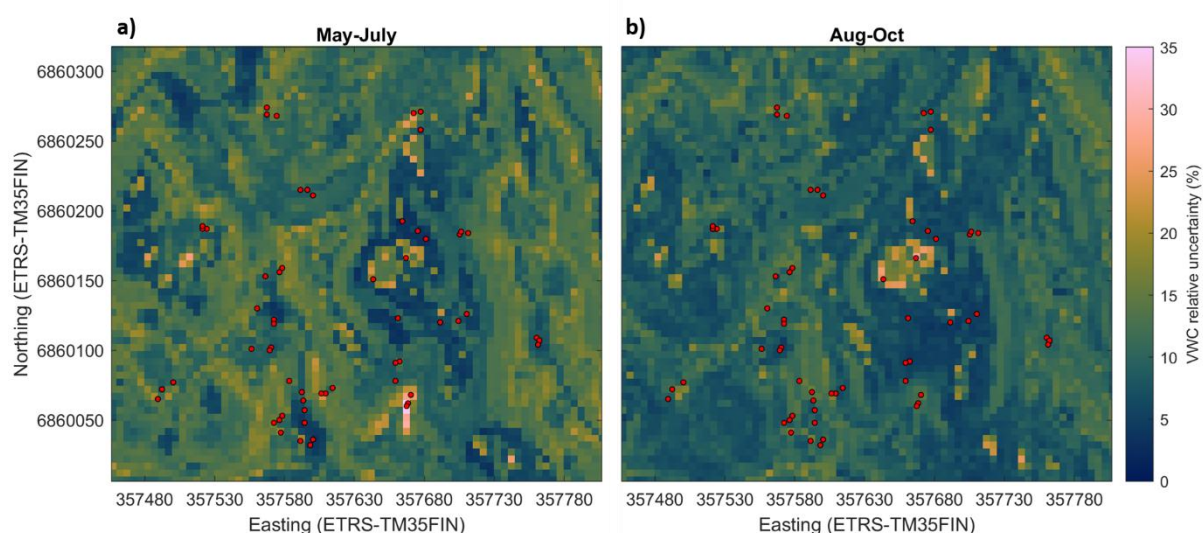 a) May-July
b) Aug-Oct
6860300
6860250
6860200
6860150
6860100
6860050
Northing (ETRS-TM35FIN)
357480 357530 357580 357630 357680 357730 357780
Easting (ETRS-TM35FIN)
357480 357530 357580 357630 357680 357730 357780
Easting (ETRS-TM35FIN)
35
30
25
20
15
10
5
0
VWC relative uncertainty (%)